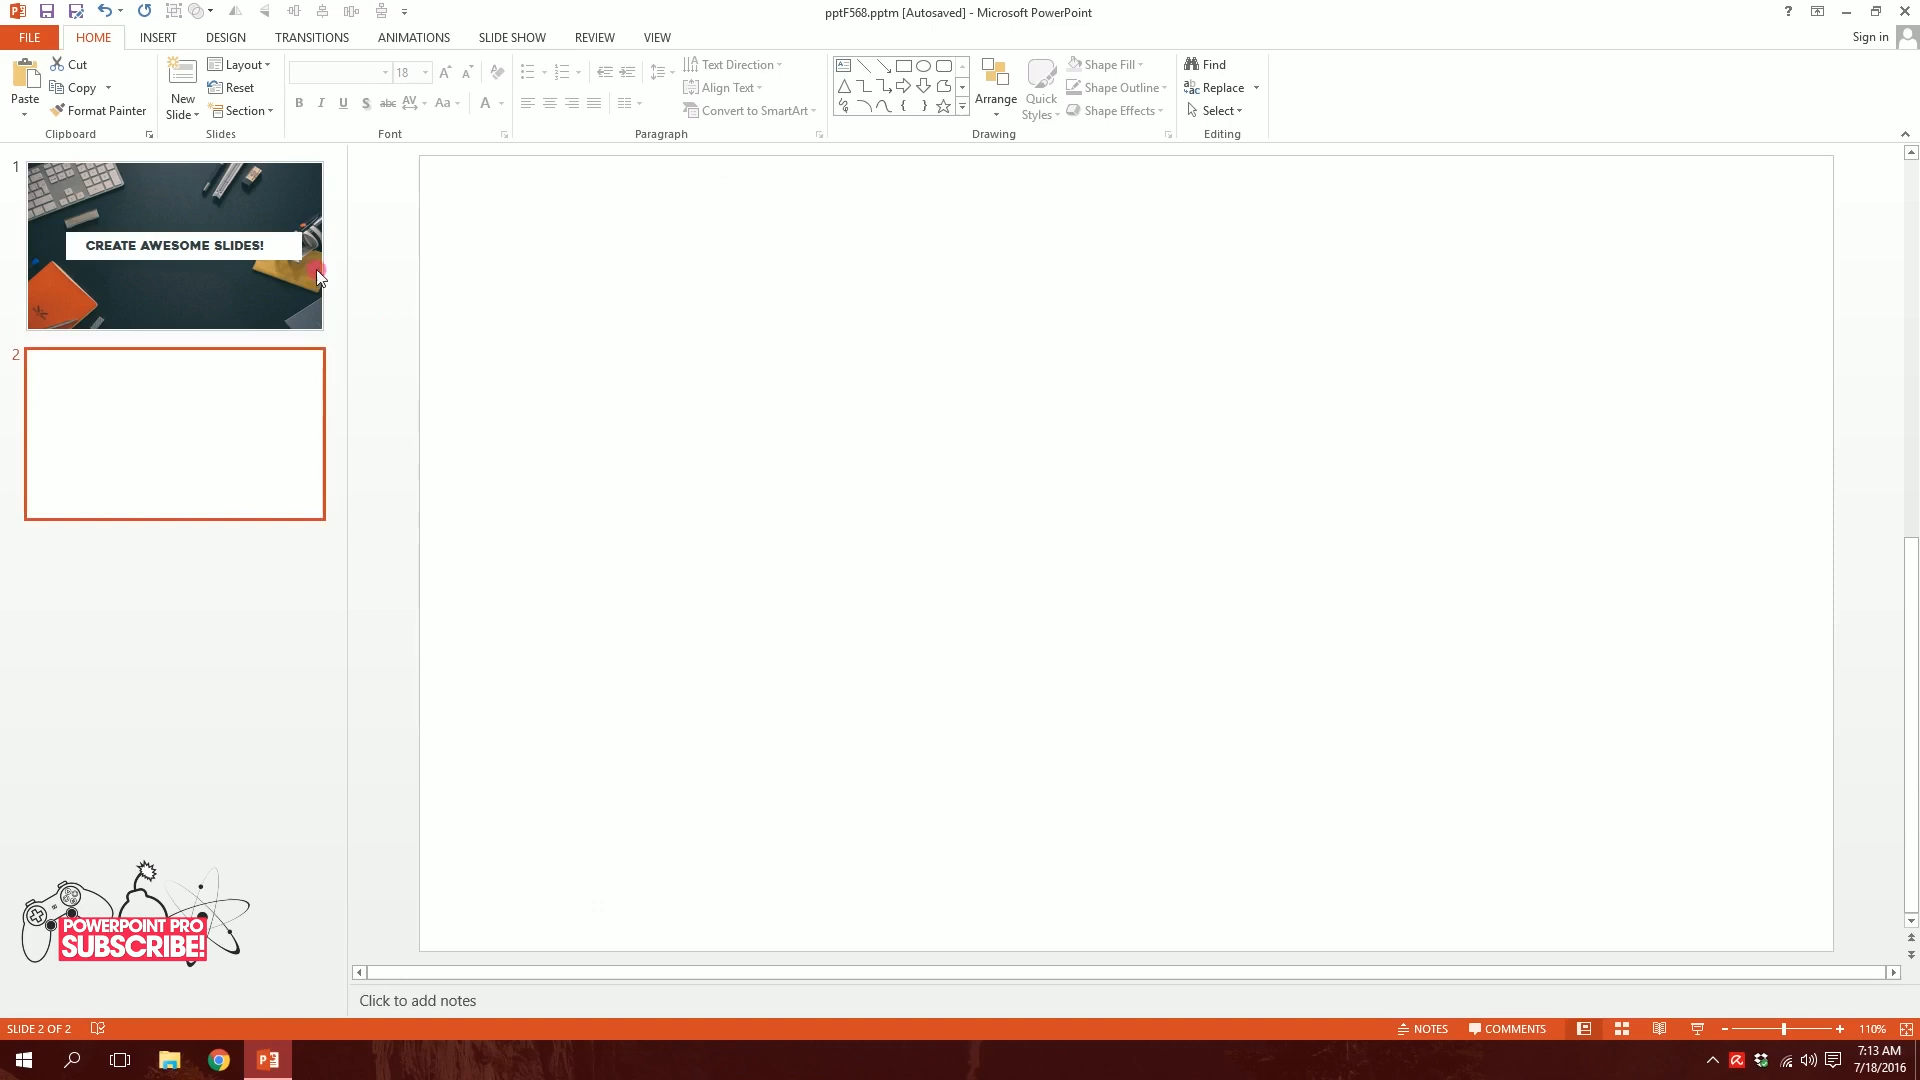 pptF568.pptm [Autosaved] - Microsoft PowerPoint
FILE HOME INSERT DESIGN TRANSITIONS ANIMATIONS SLIDE SHOW REVIEW VIEW Sign in
Paste
Cut
Copy
Format Painter
Clipboard
New Slide
Layout
Reset
Section
Slides
18
B I U S abc AV Aa A
Font
Text Direction
Align Text
Convert to SmartArt
Paragraph
Arrange
Quick Styles
Shape Fill
Shape Outline
Shape Effects
Drawing
Find
Replace
Select
Editing
1
CREATE AWESOME SLIDES!
2
POWERPOINT PRO
SUBSCRIBE!
Click to add notes
SLIDE 2 OF 2 NOTES COMMENTS 110%
7:13 AM
7/18/2016